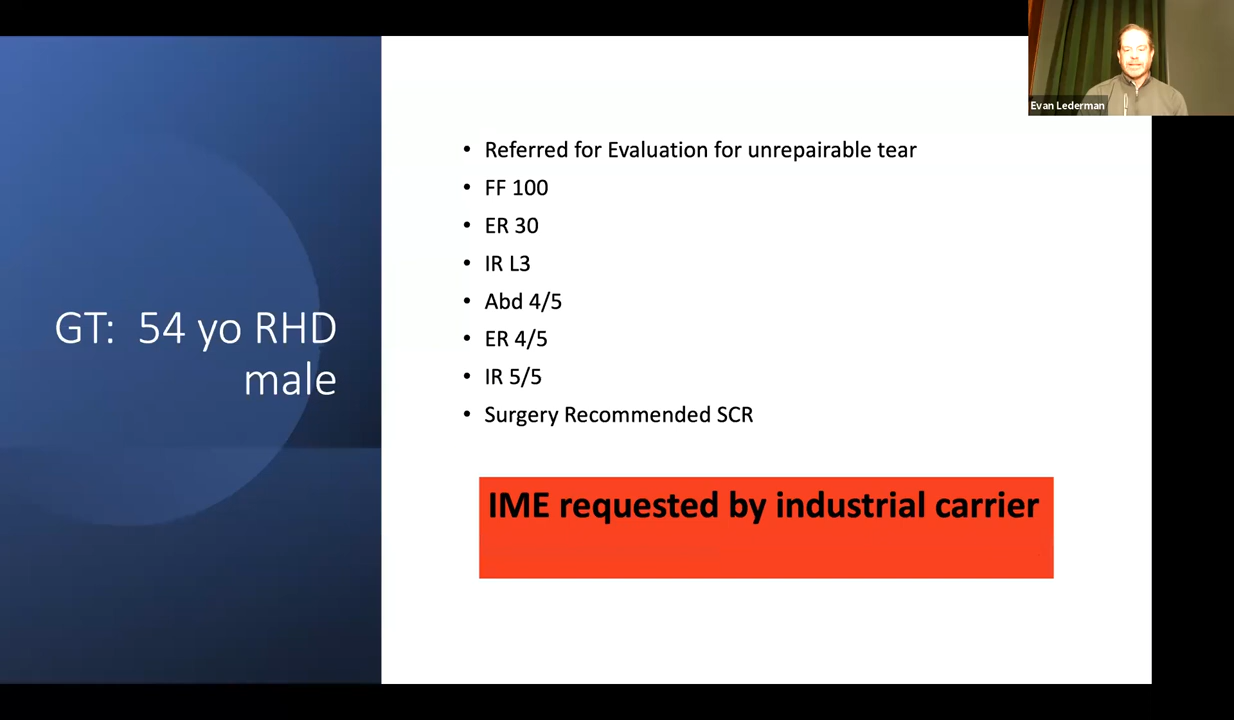 Evan Lederman
GT: 54 yo RHD
male
• Referred for Evaluation for unrepairable tear
• FF 100
• ER 30
• IR L3
• Abd 4/5
• ER 4/5
• IR 5/5
• Surgery Recommended SCR
IME requested by industrial carrier